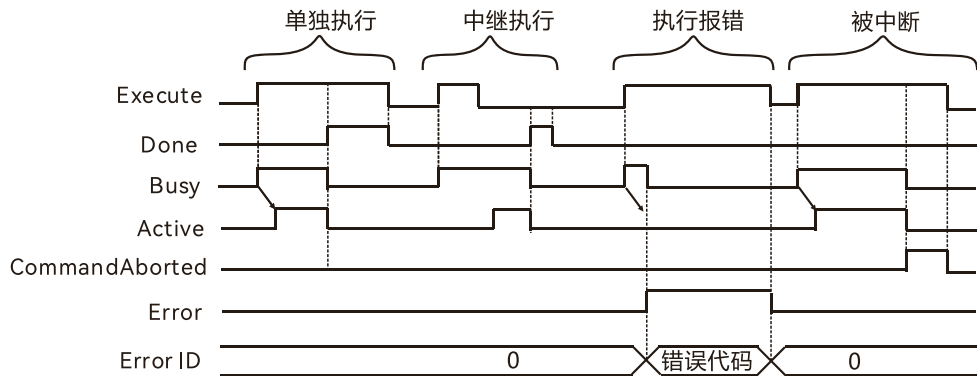 单独执行 中继执行 执行报错 被中断
Execute
Done
Busy
Active
CommandAborted
Error
Error ID 0 错误代码 0